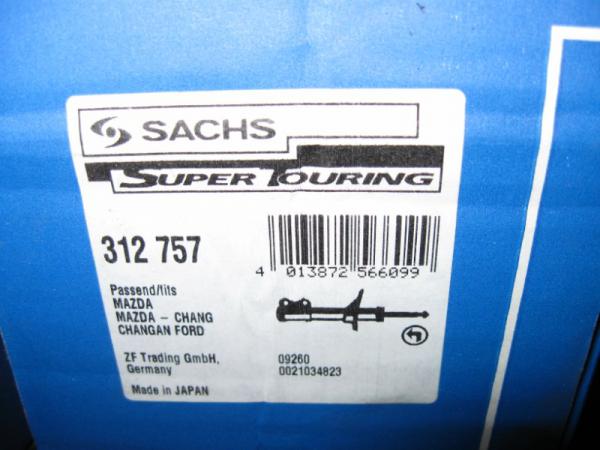 SACHS
SUPER TOURING
312 757
4 013872 566099
Passend/fits
MAZDA
MAZDA - CHANG
CHANGAN FORD
ZF Trading GmbH,
Germany
09260
0021034823
Made in JAPAN